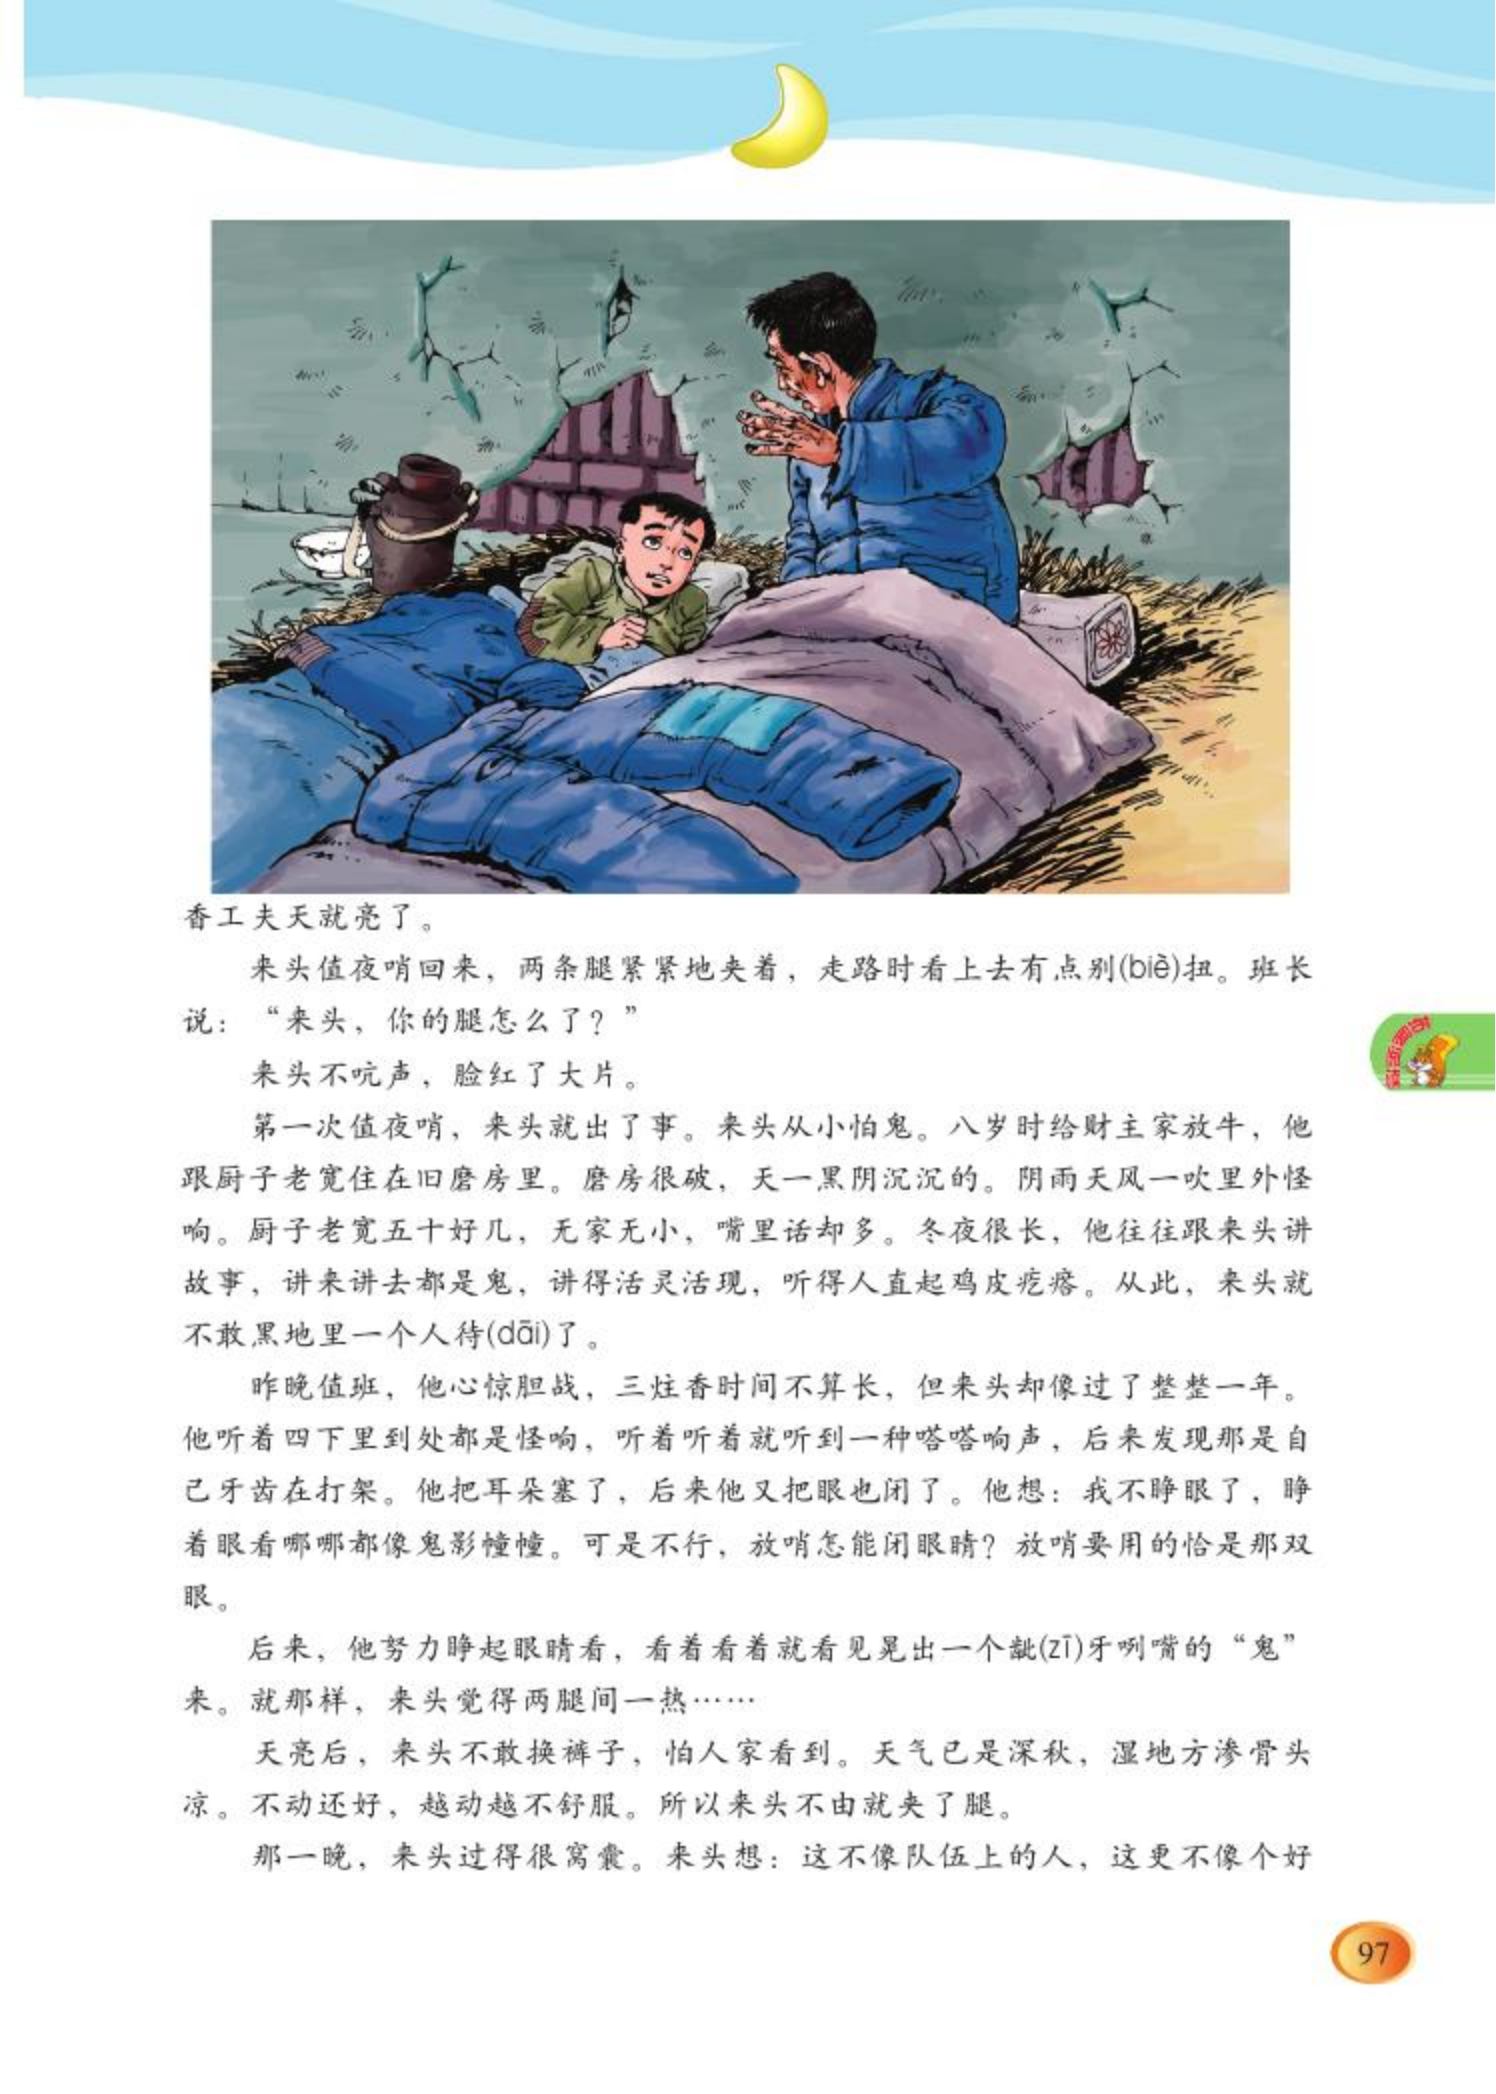 香工夫天就亮了。
来头值夜哨回来，两条腿紧紧地夹着，走路时看上去有点别(biè)扭。班长
说：“来头，你的腿怎么了？”
来头不吭声，脸红了大片。
第一次值夜哨，来头就出了事。来头从小怕鬼。八岁时给财主家放牛，他
跟厨子老宽住在旧磨房里。磨房很破，天一黑阴沉沉的。阴雨天风一吹里外怪
响。厨子老宽五十好几，无家无小，嘴里话却多。冬夜很长，他往往跟来头讲
故事，讲来讲去都是鬼，讲得活灵活现，听得人直起鸡皮疙瘩。从此，来头就
不敢黑地里一个人待(dāi)了。
昨晚值班，他心惊胆战，三炷香时间不算长，但来头却像过了整整一年。
他听着四下里到处都是怪响，听着听着就听到一种嗒嗒响声，后来发现那是自
己牙齿在打架。他把耳朵塞了，后来他又把眼也闭了。他想：我不睁眼了，睁
着眼看哪哪都像鬼影幢幢。可是不行，放哨怎能闭眼睛？放哨要用的恰是那双
眼。
后来，他努力睁起眼睛看，看着看着就看见晃出一个龇(zī)牙咧嘴的“鬼”
来。就那样，来头觉得两腿间一热……
天亮后，来头不敢换裤子，怕人家看到。天气已是深秋，湿地方渗骨头
凉。不动还好，越动越不舒服。所以来头不由就夹了腿。
那一晚，来头过得很窝囊。来头想：这不像队伍上的人，这更不像个好
97